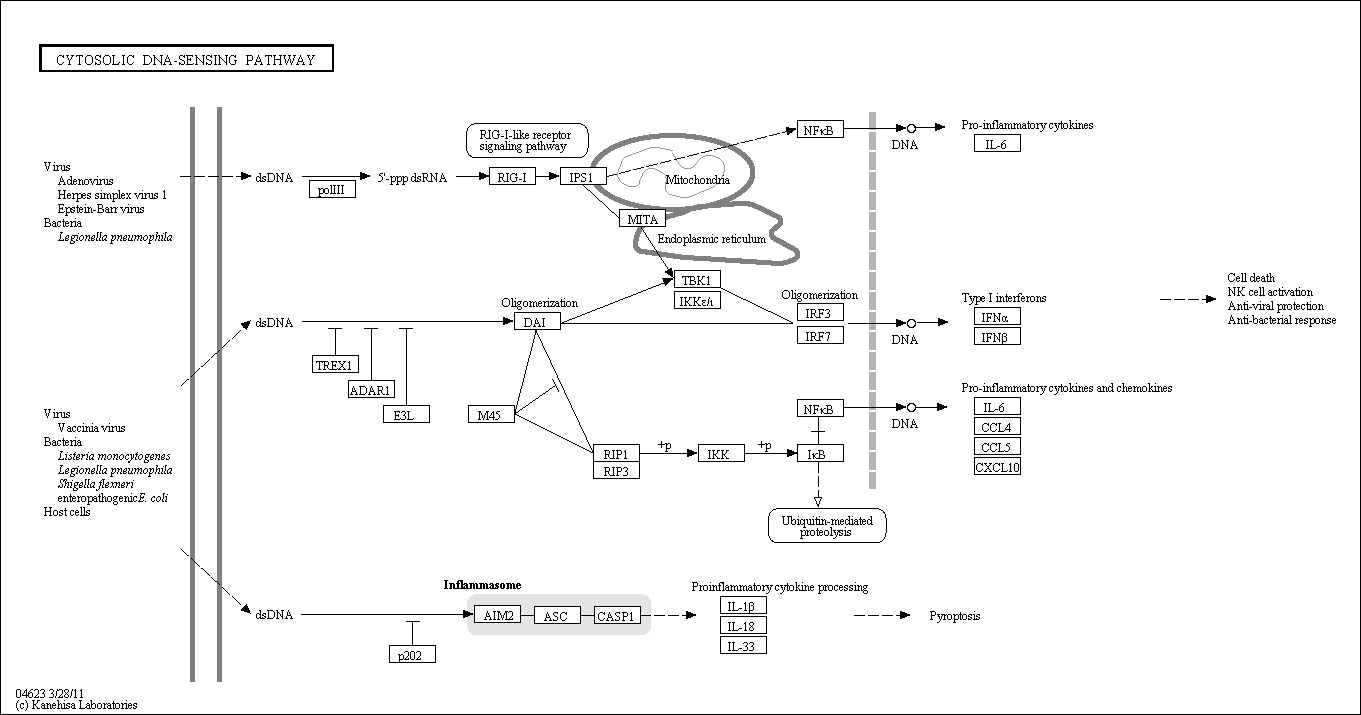 CYTOSOLIC DNA-SENSING PATHWAY
RIG-I-like receptor
signaling pathway
NFκB
DNA
Pro-inflammatory cytokines
IL-6
Virus
Adenovirus
Herpes simplex virus 1
Epstein-Barr virus
Bacteria
Legionella pneumophila
dsDNA
polIII
5'-ppp dsRNA
RIG-I
IPS1
Mitochondria
MITA
Endoplasmic reticulum
TBK1
IKKε/ι
Oligomerization
DAI
dsDNA
TREX1
ADAR1
E3L
M45
Oligomerization
IRF3
IRF7
DNA
Type I interferons
IFNα
IFNβ
Cell death
NK cell activation
Anti-viral protection
Anti-bacterial response
Pro-inflammatory cytokines and chemokines
IL-6
CCL4
CCL5
CXCL10
NFκB
DNA
RIP1
RIP3
+p
IKK
+p
IκB
Ubiquitin-mediated
proteolysis
Virus
Vaccinia virus
Bacteria
Listeria monocytogenes
Legionella pneumophila
Shigella flexneri
enteropathogenicE. coli
Host cells
dsDNA
p202
Inflammasome
AIM2
ASC
CASP1
Proinflammatory cytokine processing
IL-1β
IL-18
IL-33
Pyroptosis
04623 3/28/11
(c) Kanehisa Laboratories